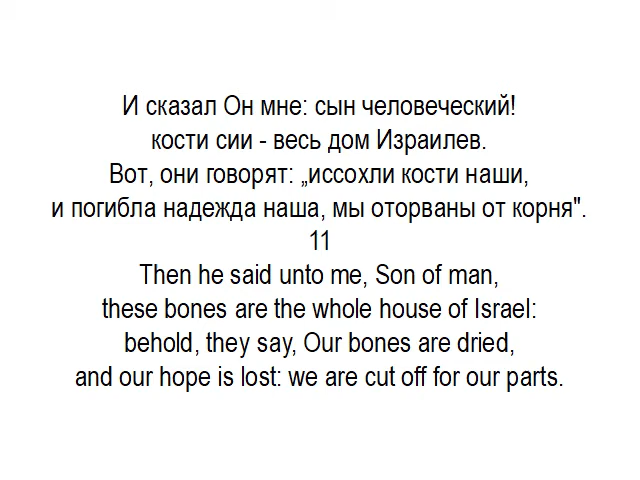 И сказал Он мне: сын человеческий!
кости сии - весь дом Израилев.
Вот, они говорят: „иссохли кости наши,
и погибла надежда наша, мы оторваны от корня".
11
Then he said unto me, Son of man,
these bones are the whole house of Israel:
behold, they say, Our bones are dried,
and our hope is lost: we are cut off for our parts.